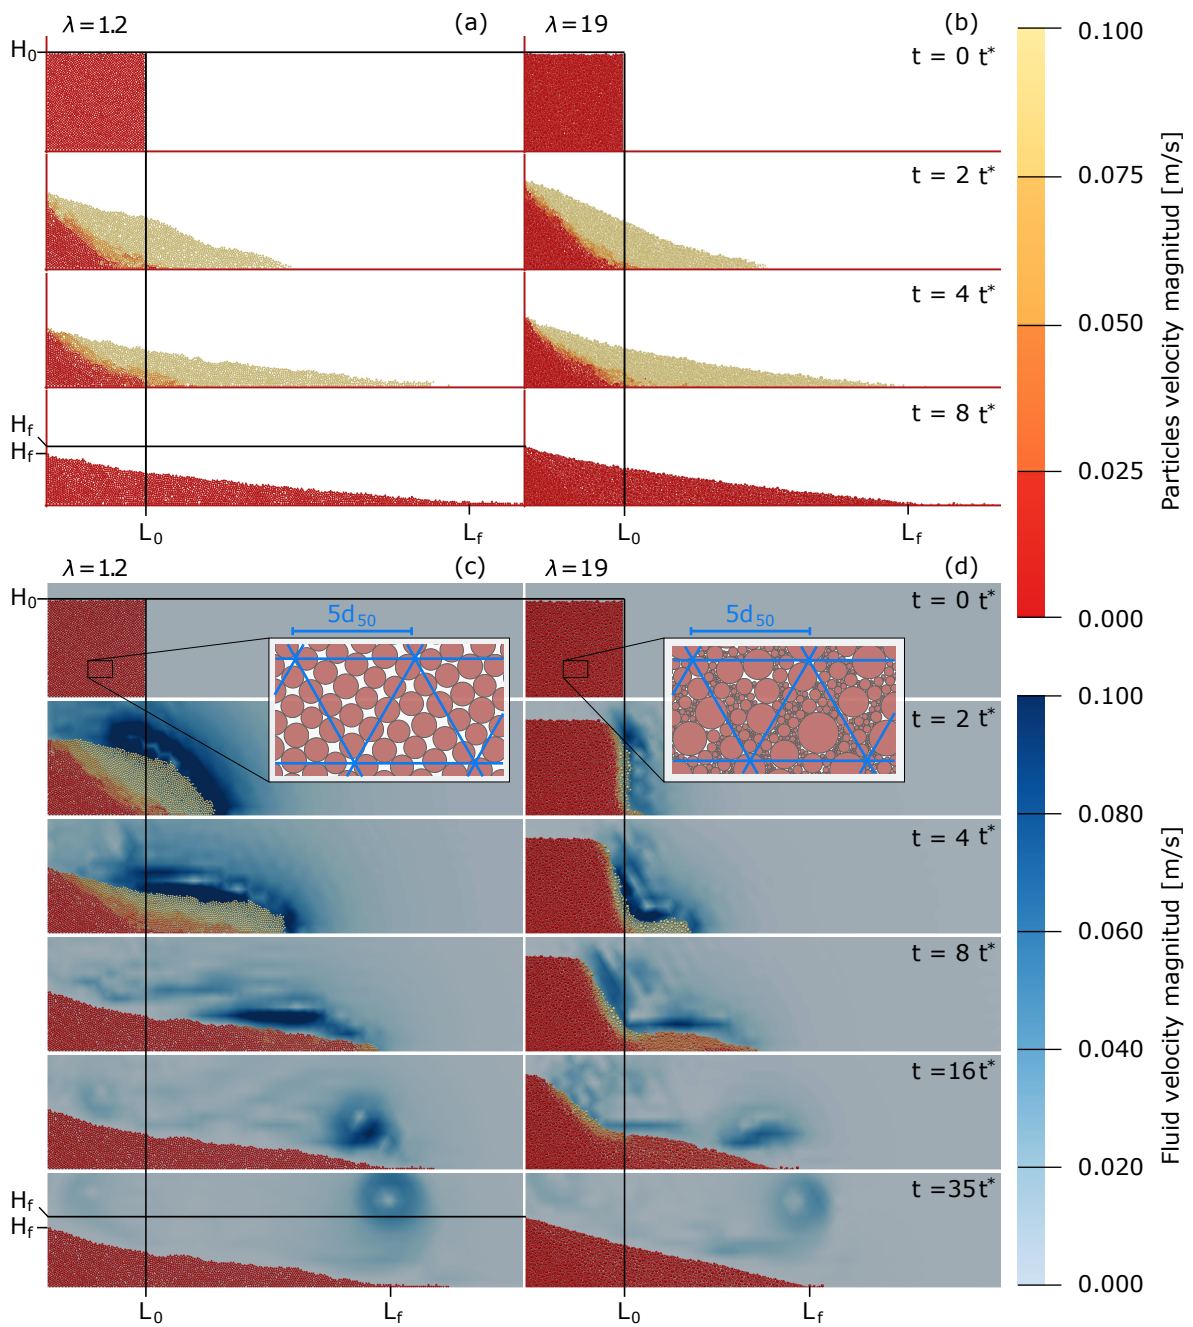 λ=1.2 (a) λ=19 (b)
H0
t = 0 t*
t = 2 t*
t = 4 t*
t = 8 t*
Hf
Hf
L0 Lf L0 Lf
0.100
0.075
0.050
0.025
0.000
Particles velocity magnitud [m/s]
λ=1.2 (c) λ=19 (d)
H0
t = 0 t*
5d50 5d50
t = 2 t*
t = 4 t*
t = 8 t*
t =16t*
t =35t*
Hf
Hf
L0 Lf L0 Lf
0.100
0.080
0.060
0.040
0.020
0.000
Fluid velocity magnitud [m/s]